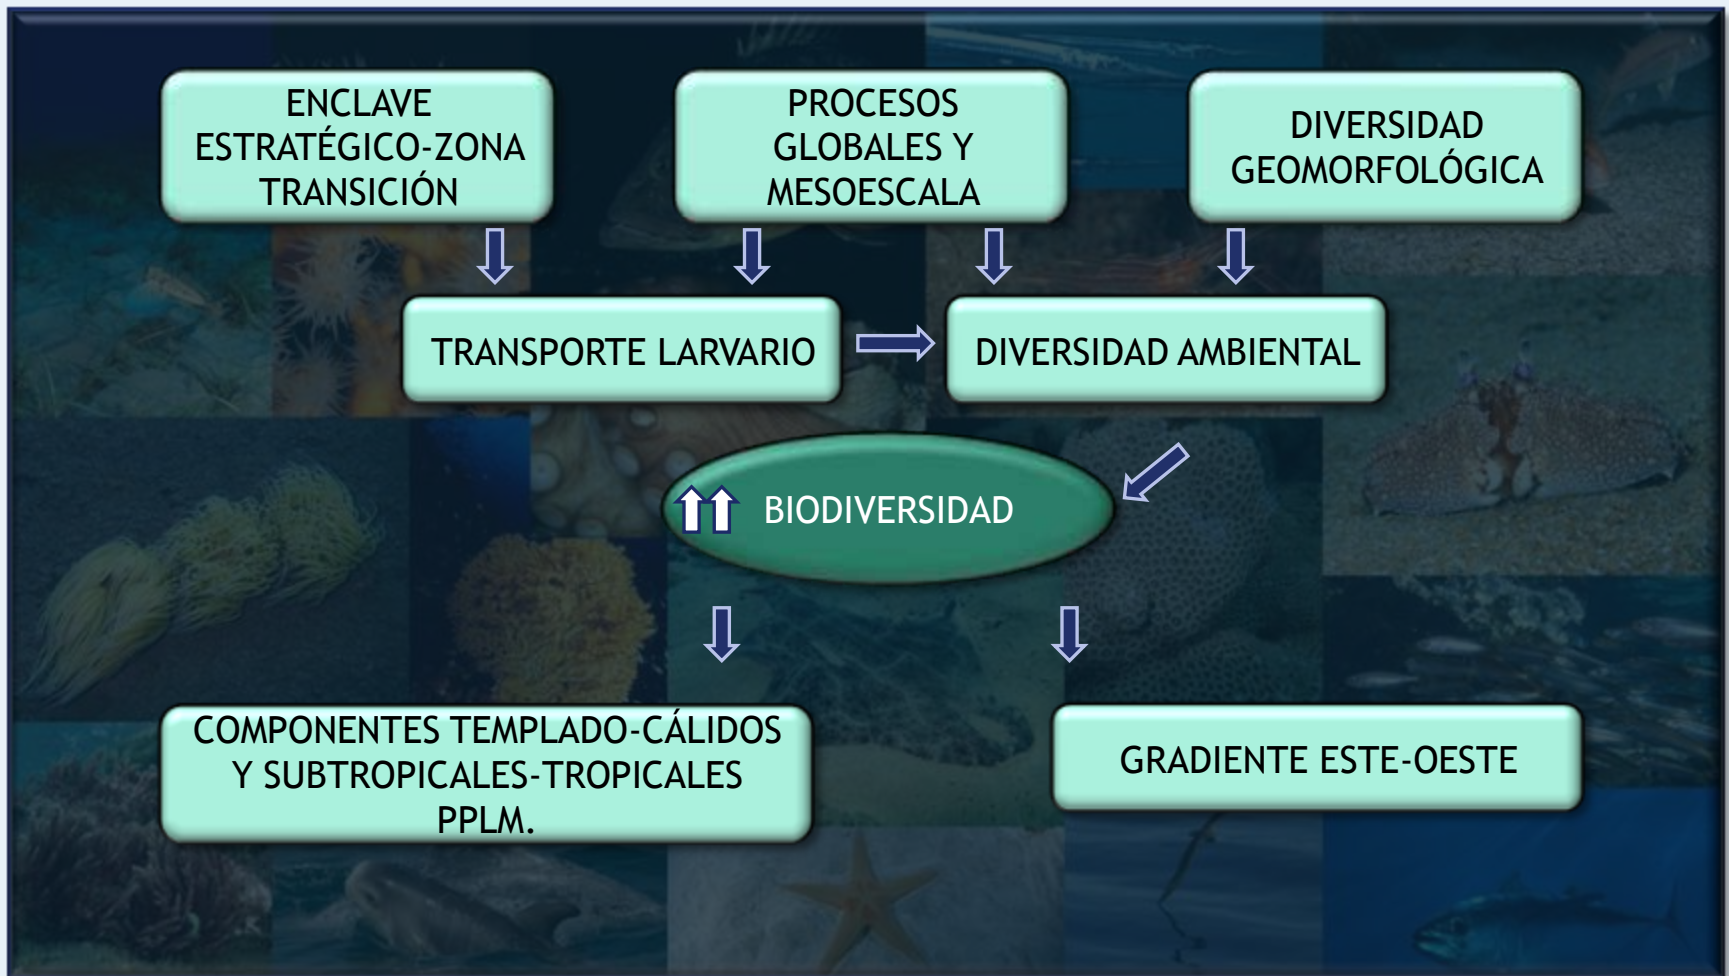 ENCLAVE
ESTRATÉGICO-ZONA
TRANSICIÓN
PROCESOS
GLOBALES Y
MESOESCALA
DIVERSIDAD
GEOMORFOLÓGICA
TRANSPORTE LARVARIO
DIVERSIDAD AMBIENTAL
BIODIVERSIDAD
COMPONENTES TEMPLADO-CÁLIDOS
Y SUBTROPICALES-TROPICALES
PPLM.
GRADIENTE ESTE-OESTE